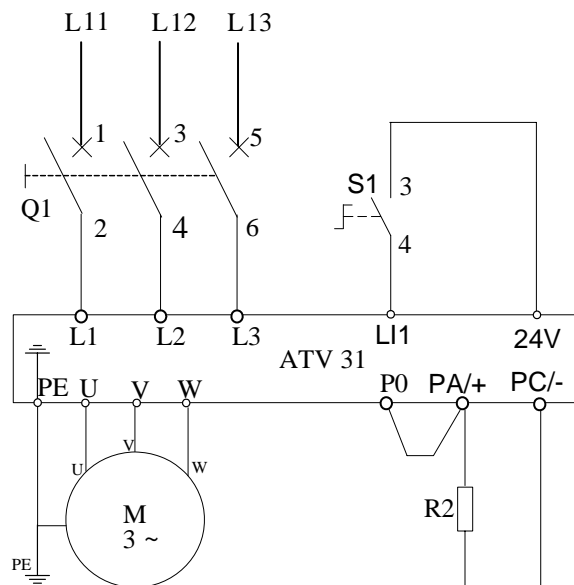 L11 L12 L13
1 3 5
S1 3
Q1
2 4 6 4
L1 L2 L3 LI1 24V
ATV 31
PE U V W P0 PA/+ PC/-
V
U W
M
3 ~
R2
PE